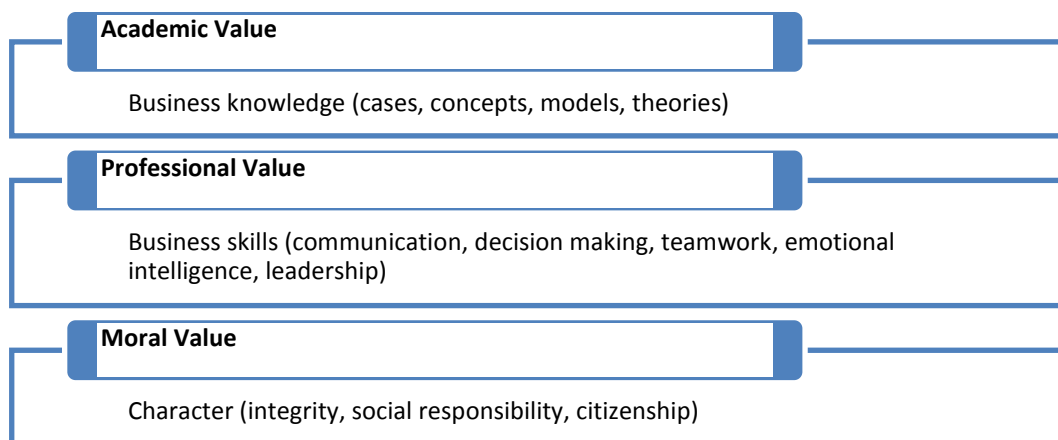 Academic Value
Business knowledge (cases, concepts, models, theories)
Professional Value
Business skills (communication, decision making, teamwork, emotional
intelligence, leadership)
Moral Value
Character (integrity, social responsibility, citizenship)